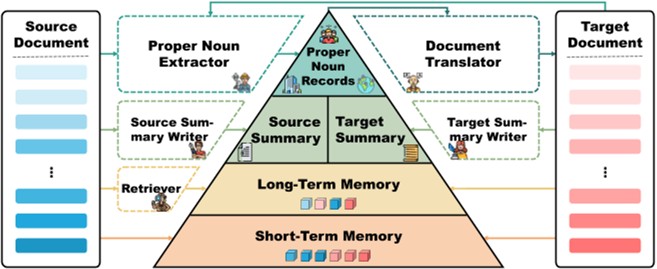 Source
Document
Proper Noun
Extractor
Source Sum-
mary Writer
Retriever
Proper
Noun
Records
Source
Summary
Target
Summary
Long-Term Memory
Short-Term Memory
Document
Translator
Target Sum-
mary Writer
Target
Document